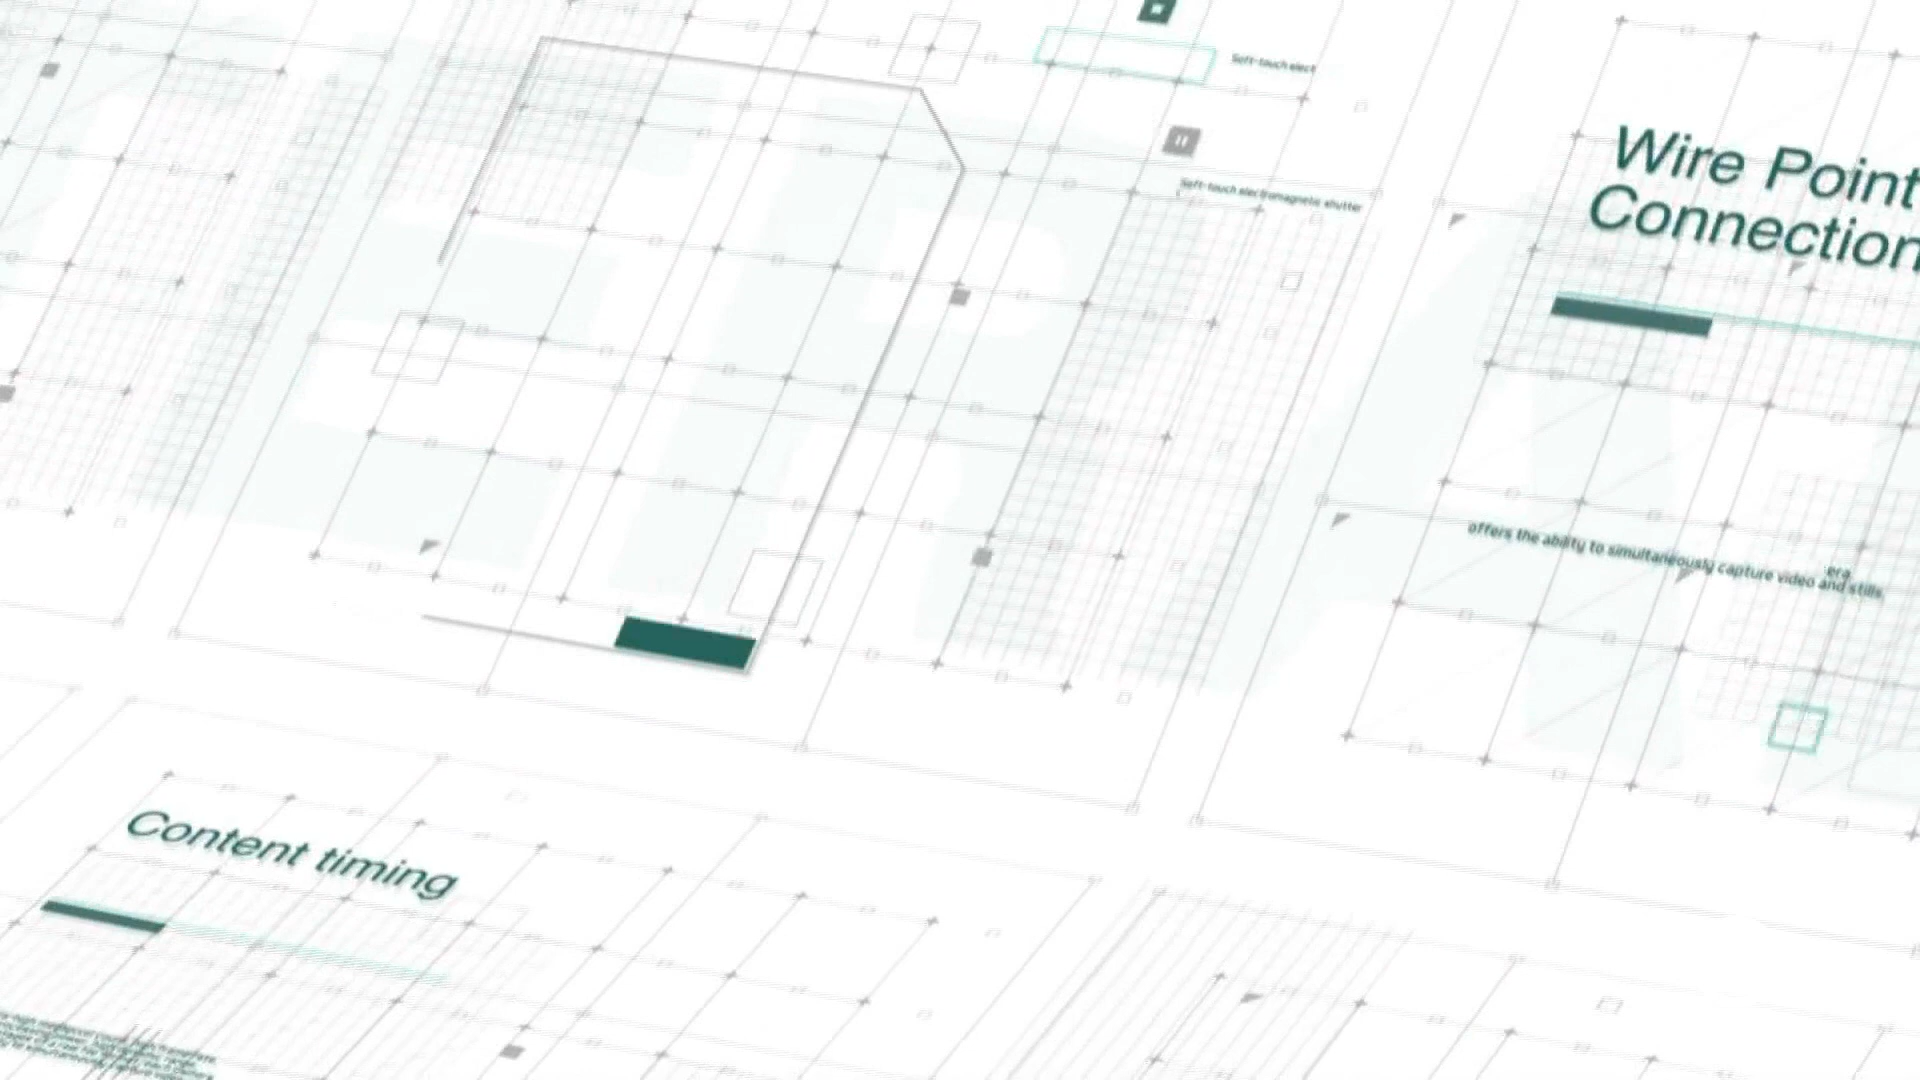 Soft-touch elect
Soft-touch electromagnetic shutter
Wire Point
Connection
era
offers the ability to simultaneously capture video and stills
Content timing